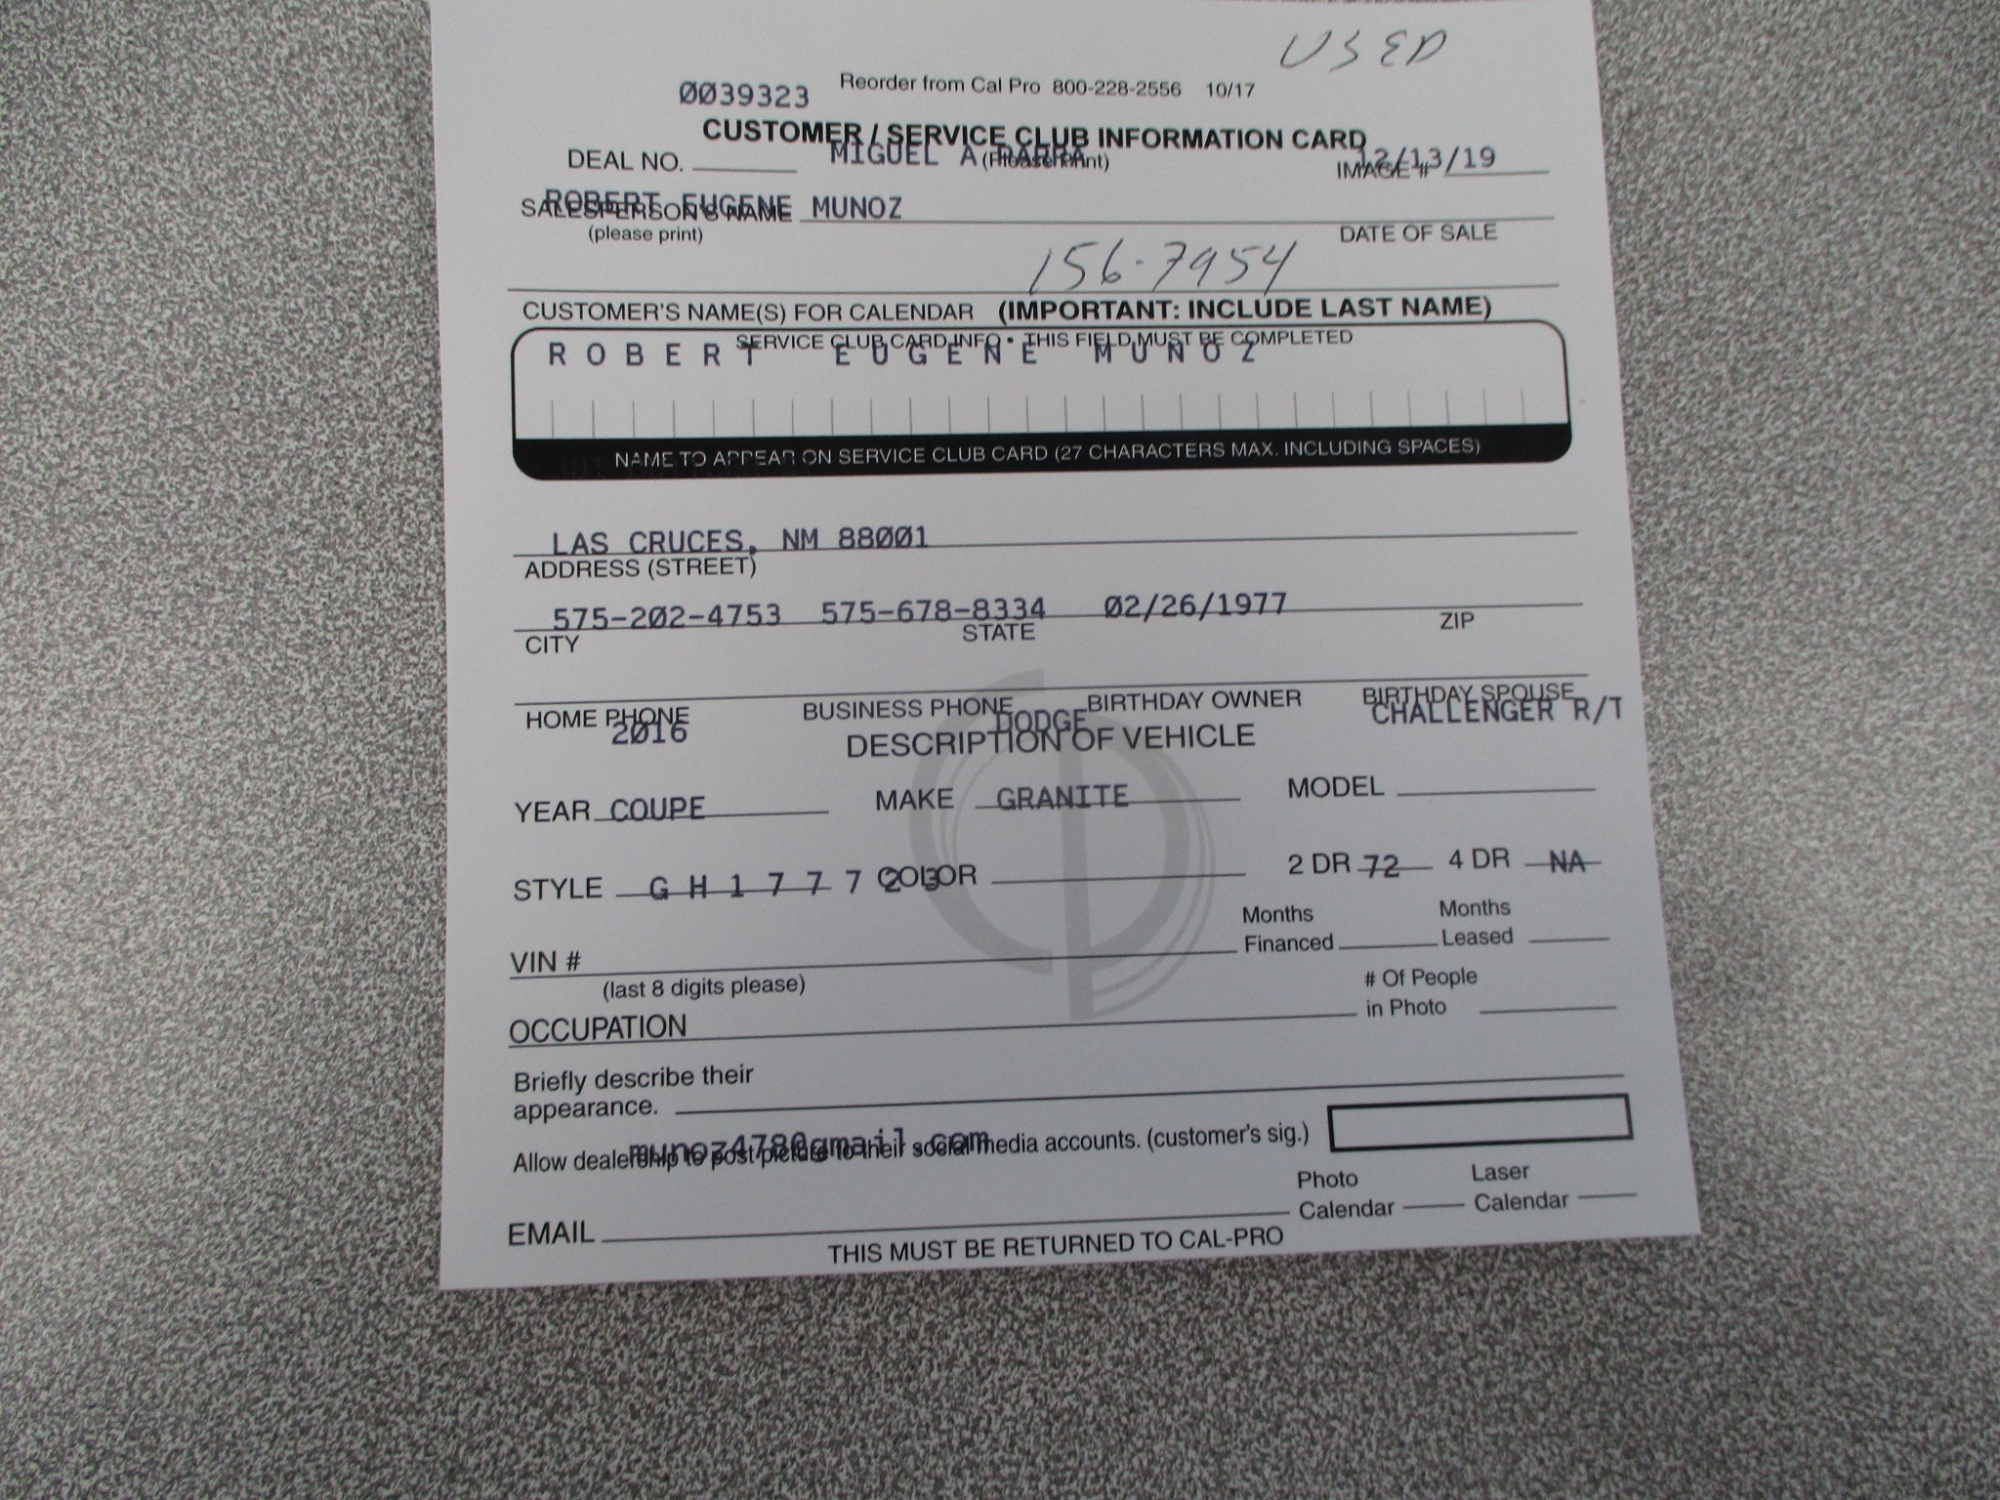 USED
0039323 Reorder from Cal Pro 800-228-2556 10/17
CUSTOMER / SERVICE CLUB INFORMATION CARD
DEAL NO. MIGUEL A PARRA (Please Print) IMAGE # 12/13/19
SALESPERSON'S NAME ROBERT EUGENE MUNOZ
(please print) DATE OF SALE
156-7954
CUSTOMER'S NAME(S) FOR CALENDAR (IMPORTANT: INCLUDE LAST NAME)
SERVICE CLUB CARD INFO • THIS FIELD MUST BE COMPLETED
ROBERT EUGENE MUNOZ
NAME TO APPEAR ON SERVICE CLUB CARD (27 CHARACTERS MAX. INCLUDING SPACES)
LAS CRUCES, NM 88001
ADDRESS (STREET)
575-202-4753 575-678-8334 02/26/1977
CITY STATE ZIP
HOME PHONE BUSINESS PHONE BIRTHDAY OWNER BIRTHDAY SPOUSE
2016 DODGE CHALLENGER R/T
DESCRIPTION OF VEHICLE
YEAR COUPE MAKE GRANITE MODEL
STYLE GH177723 COLOR 2 DR 72 4 DR NA
Months Months
VIN # Financed Leased
(last 8 digits please) # Of People
OCCUPATION in Photo
Briefly describe their
appearance.
munoz478@gmail.com
Allow dealership to post picture to their social media accounts. (customer's sig.)
Photo Laser
EMAIL Calendar Calendar
THIS MUST BE RETURNED TO CAL-PRO